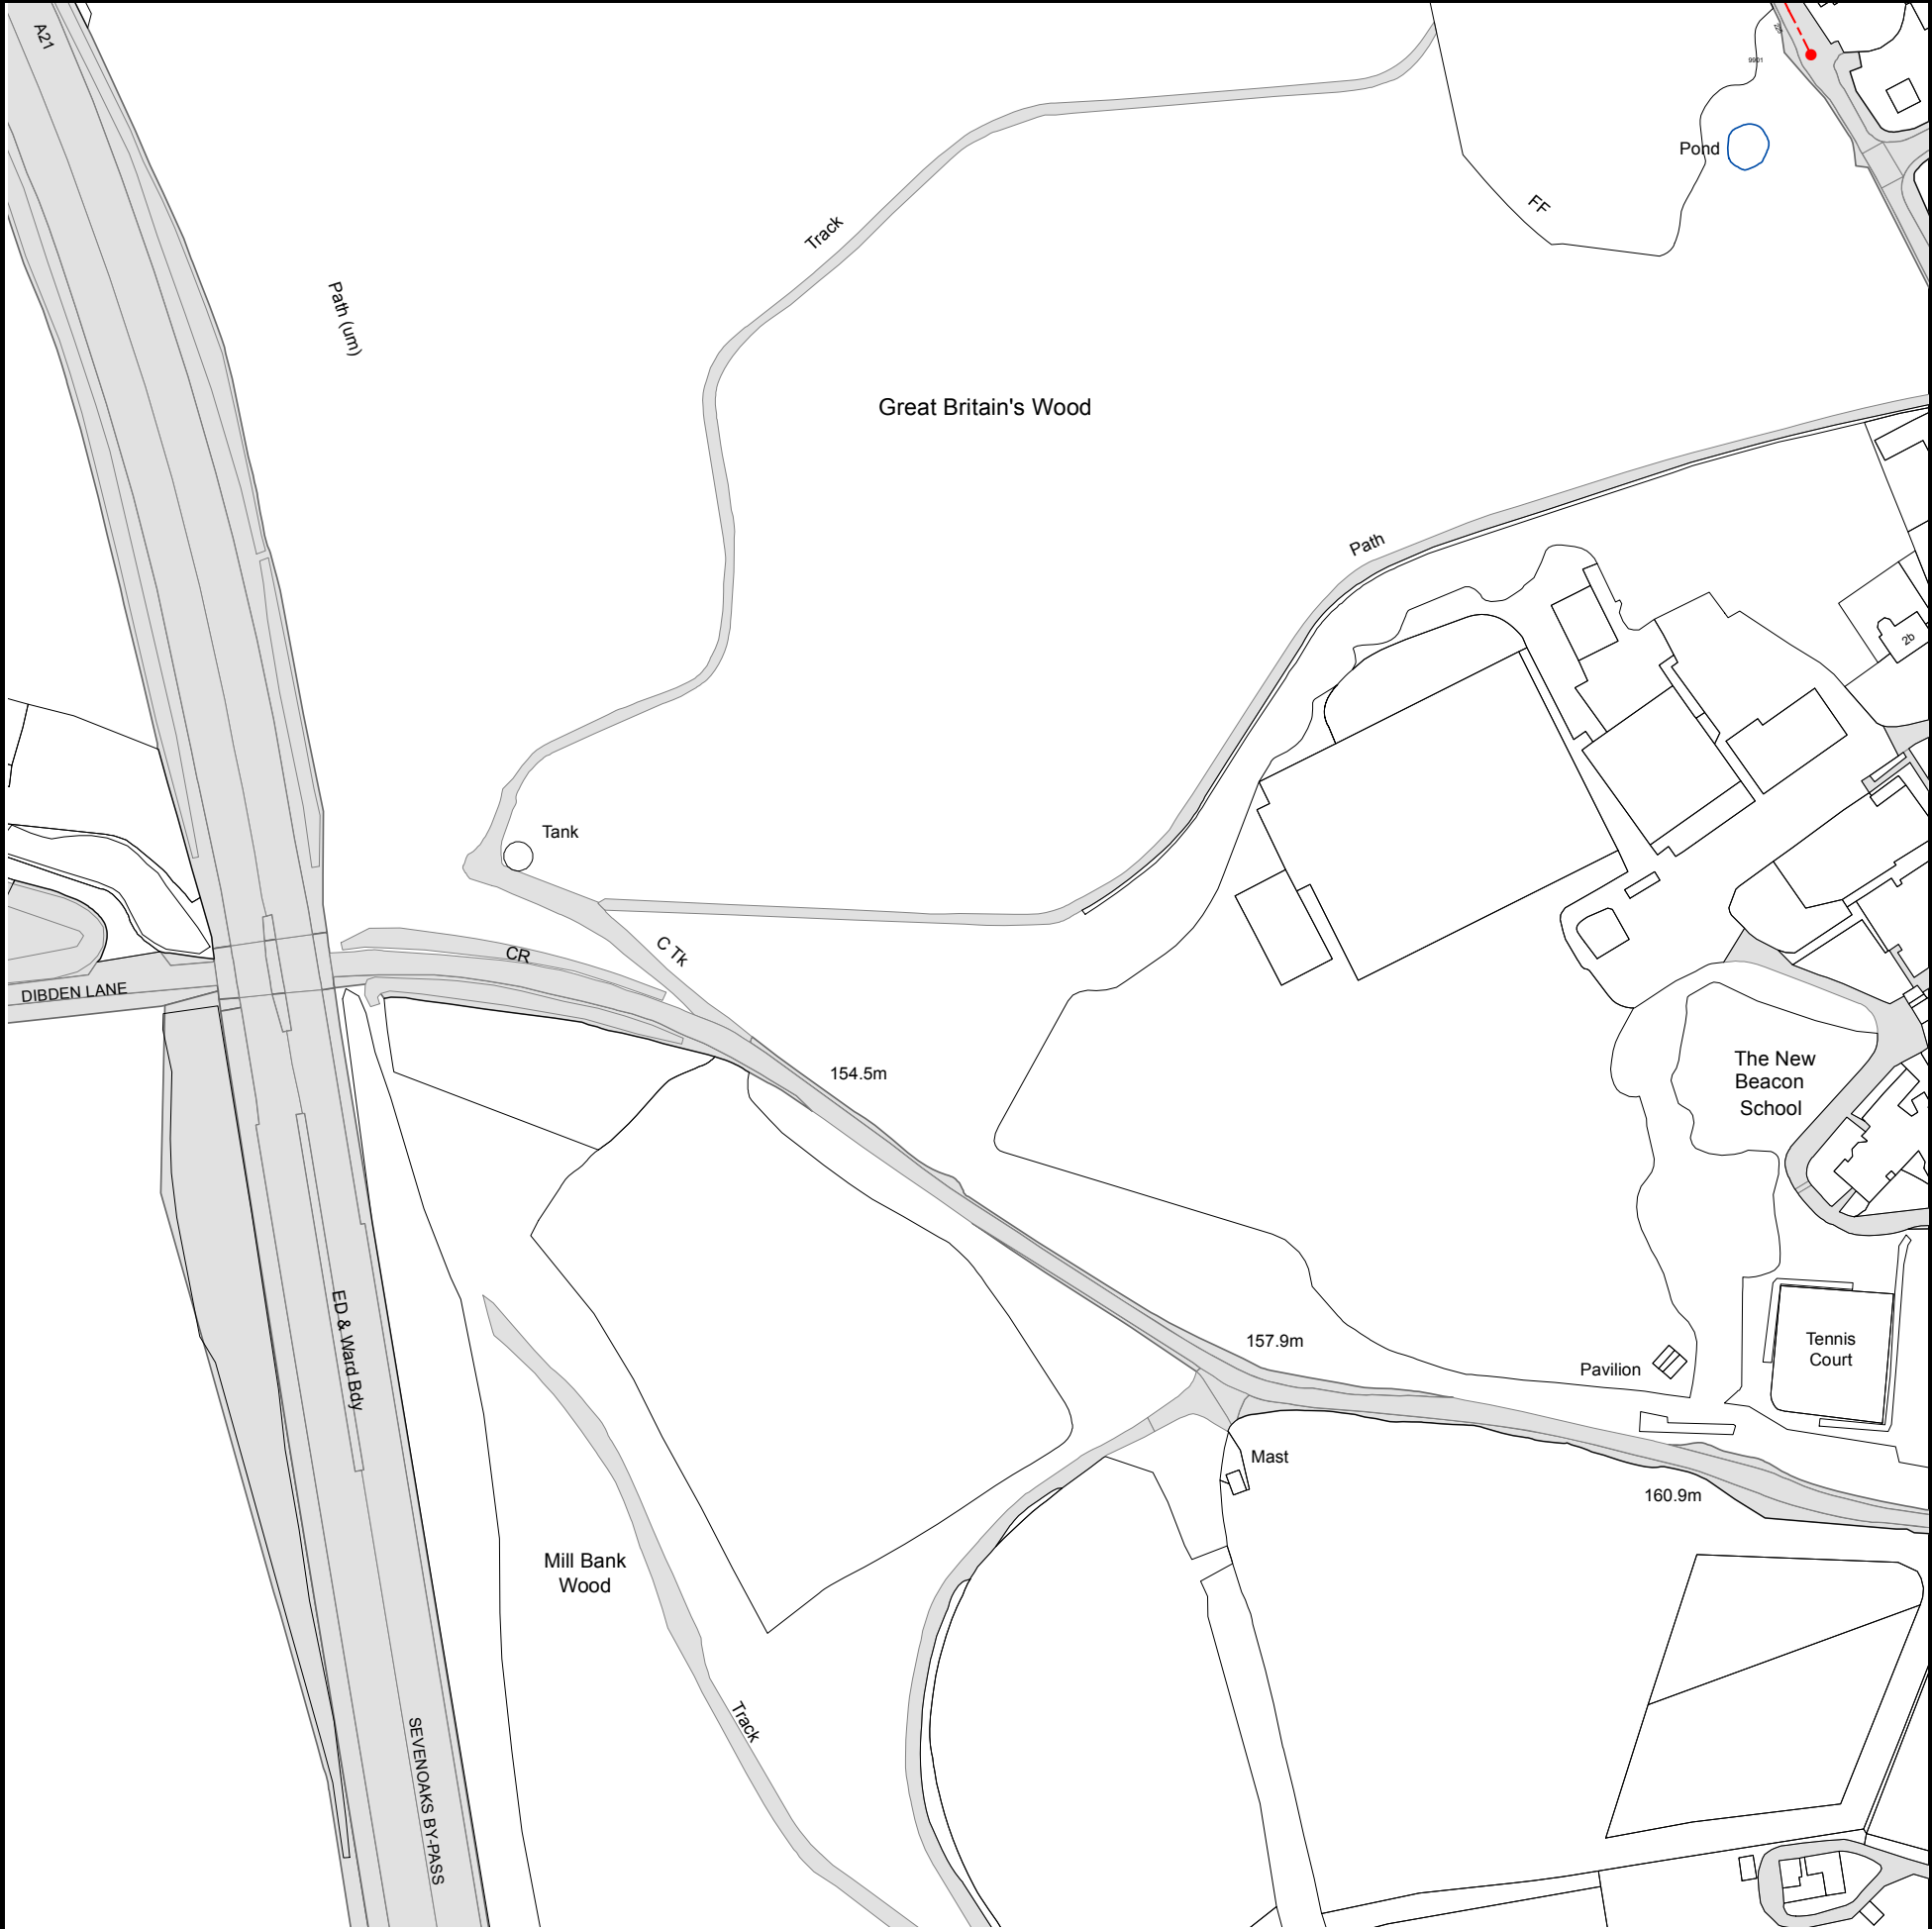 A21
9901
Pond
FF
Track
Path (um)
Great Britain's Wood
Path
2b
Tank
CR
C Tk
DIBDEN LANE
154.5m
The New
Beacon
School
ED & Ward Bdy
157.9m
Pavilion
Tennis
Court
Mast
160.9m
Mill Bank
Wood
Track
SEVENOAKS BY-PASS